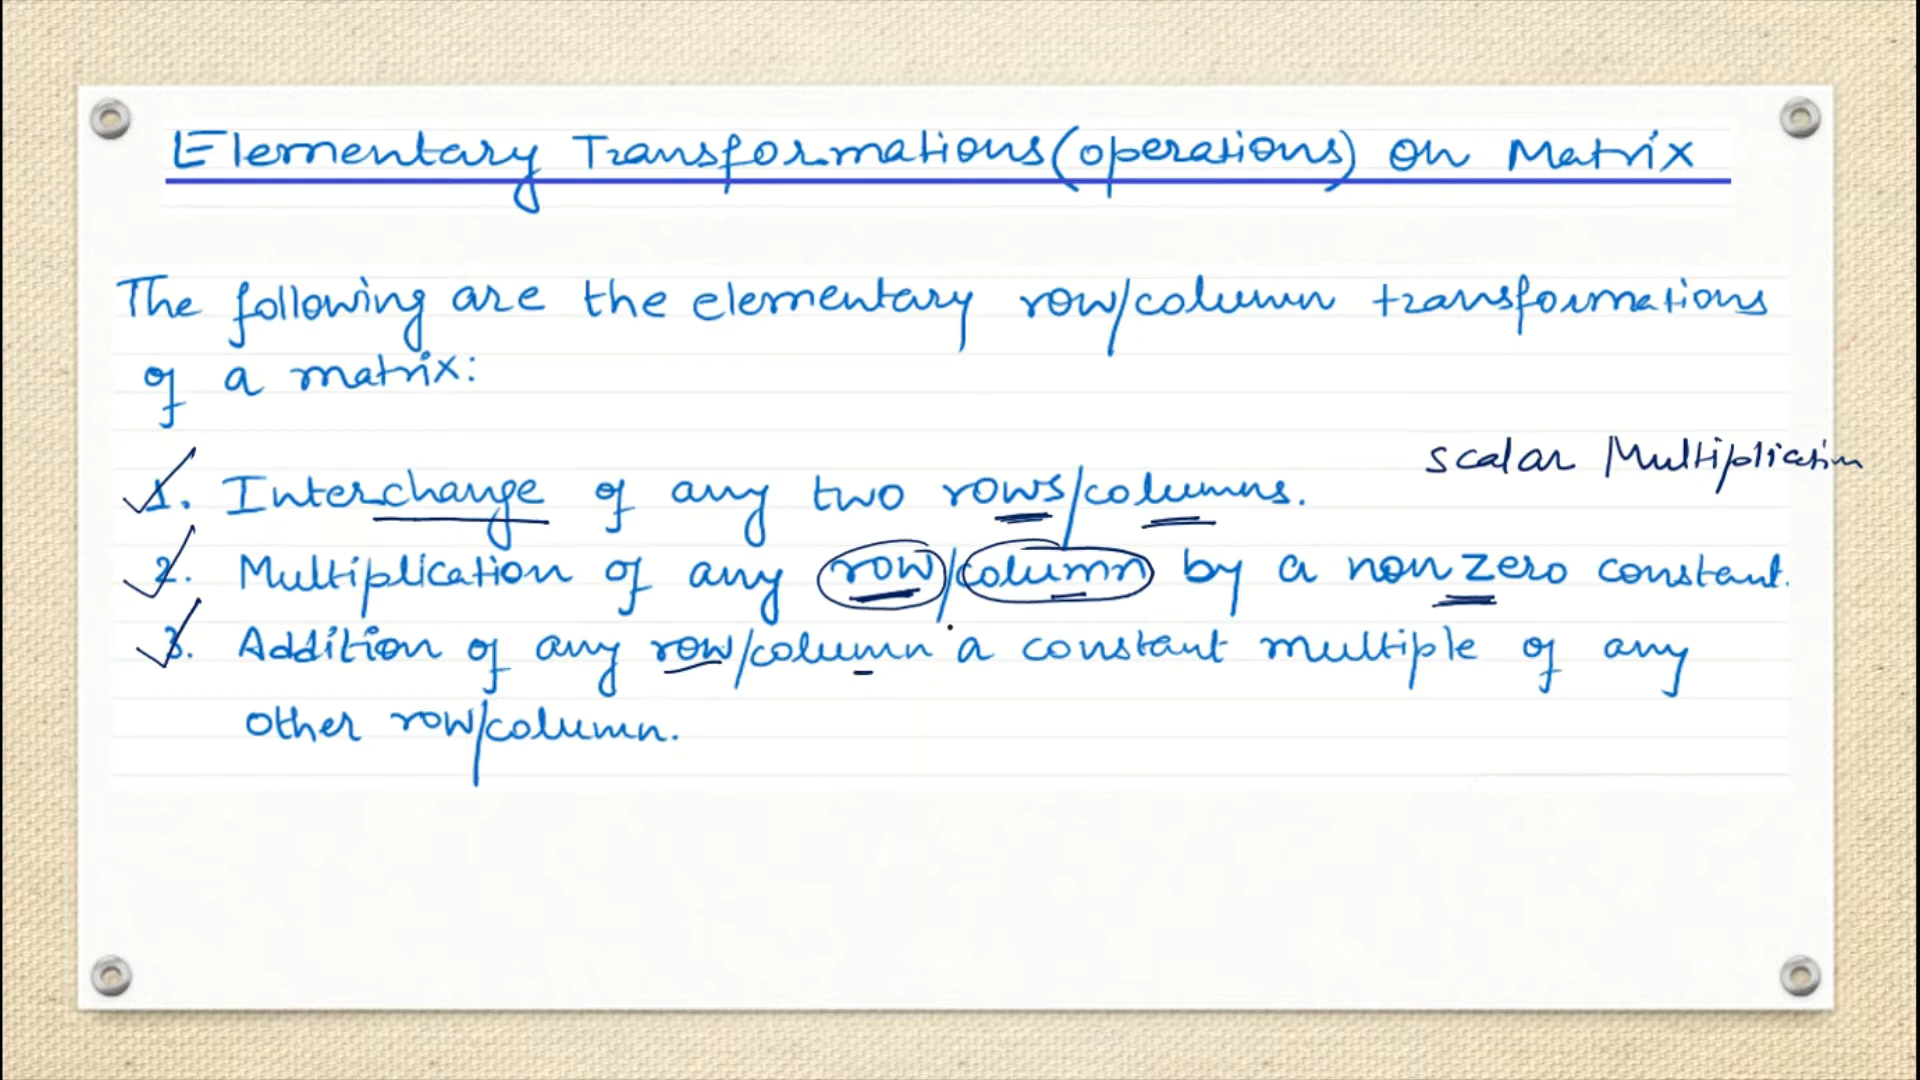 Elementary Transformations(operations) on Matrix
The following are the elementary row/column transformations
of a matrix:
scalar Multiplication
1. Interchange of any two rows/columns.
2. Multiplication of any row/column by a non zero constant.
3. Addition of any row/column a constant multiple of any
other row/column.